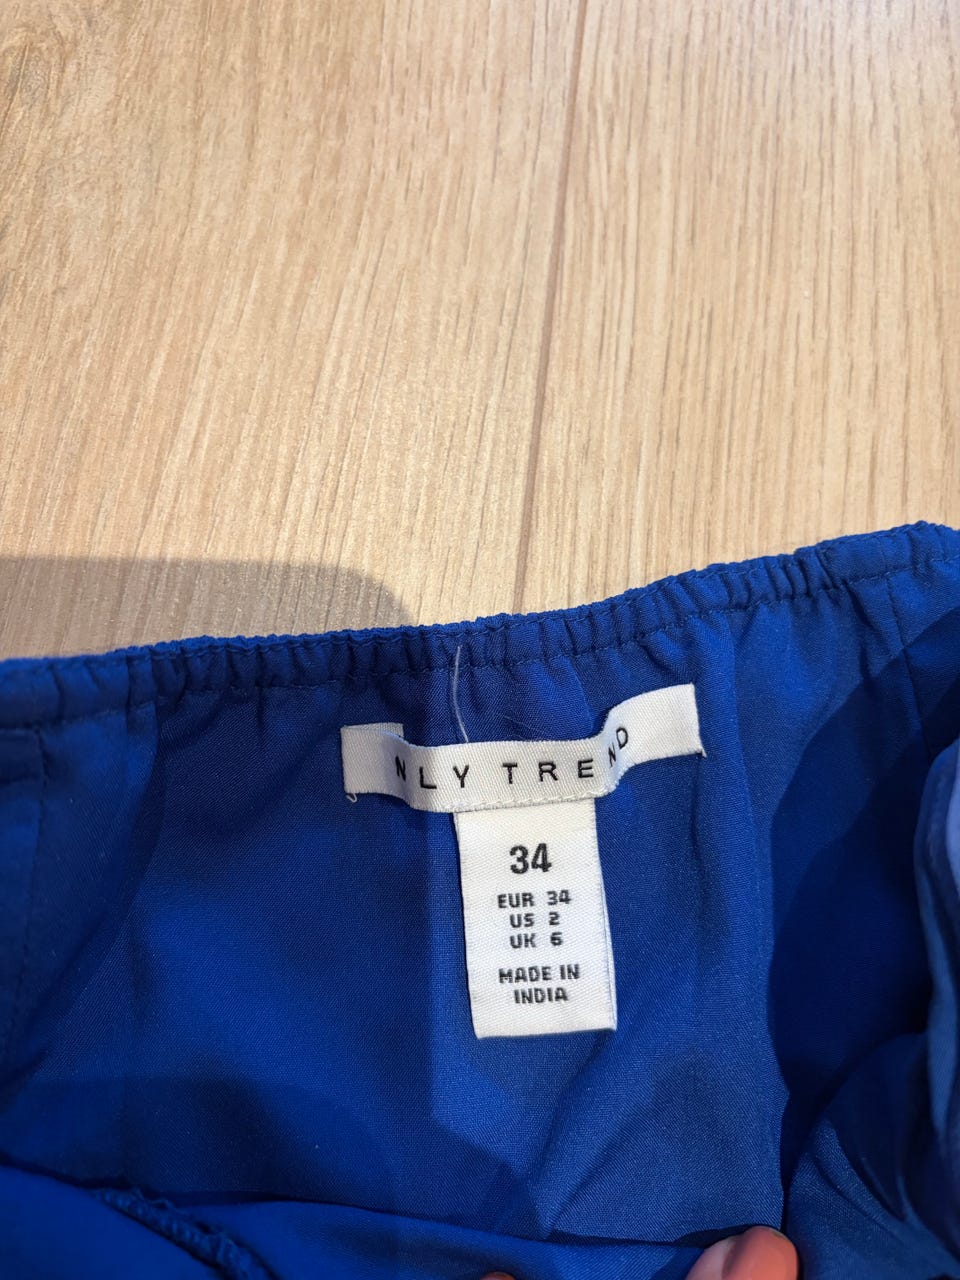 NLY TREND
34
EUR 34
US 2
UK 6
MADE IN
INDIA